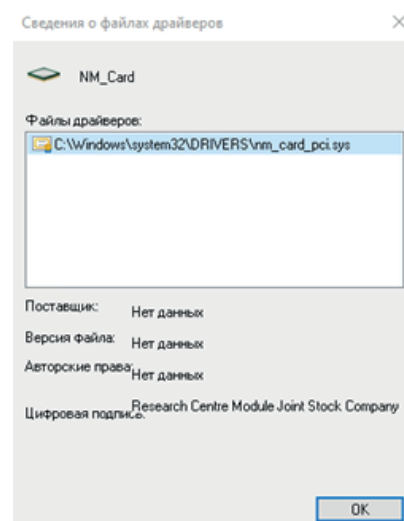 Сведения о файлах драйверов
NM_Card
Файлы драйверов:
C:\Windows\system32\DRIVERS\nm_card_pci.sys
Поставщик: Нет данных
Версия файла: Нет данных
Авторские права: Нет данных
Цифровая подпись: Research Centre Module Joint Stock Company
OK